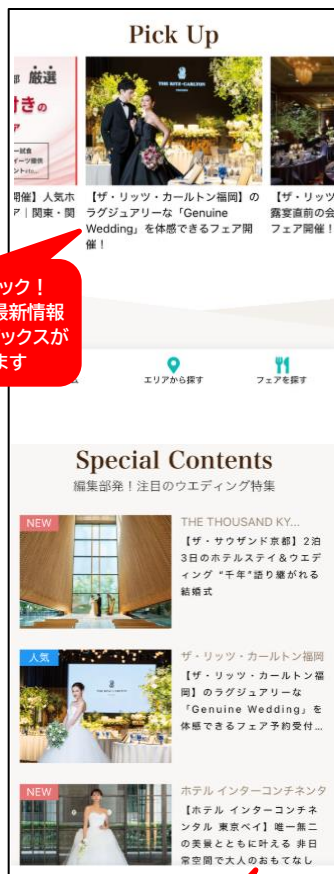 Pick Up
厳選
付きの
THE RITZ-CARLTON
開催】人気ホ
ア｜関東・関
【ザ・リッツ・カールトン福岡】の
ラグジュアリーな「Genuine
Wedding」を体感できるフェア開
催！
【ザ・リッツ
露宴直前の会
フェア開催！
ック！
最新情報
ックスが
ます
エリアから探す
フェアを探す
Special Contents
編集部発！注目のウエディング特集
NEW
THE THOUSAND KY...
【ザ・サウザンド京都】2泊
3日のホテルステイ＆ウエデ
ィング “千年”語り継がれる
結婚式
人気
ザ・リッツ・カールトン福岡
【ザ・リッツ・カールトン福
岡】のラグジュアリーな
「Genuine Wedding」を
体感できるフェア予約受付…
NEW
ホテル インターコンチネンタ
【ホテル インターコンチネ
ンタル 東京ベイ】唯一無二
の美景とともに叶える 非日
常空間で大人のおもてなし